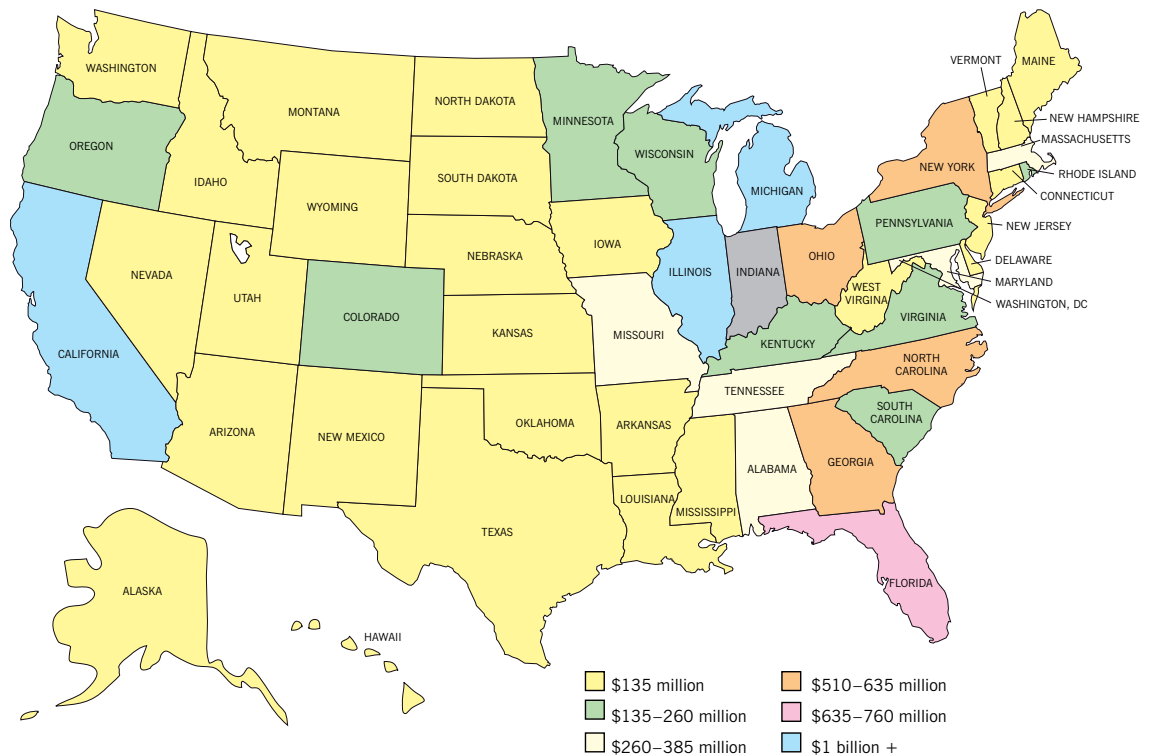 VERMONT
MAINE
WASHINGTON
MONTANA
NORTH DAKOTA
MINNESOTA
NEW HAMPSHIRE
MASSACHUSETTS
OREGON
WISCONSIN
NEW YORK
RHODE ISLAND
IDAHO
SOUTH DAKOTA
MICHIGAN
CONNECTICUT
WYOMING
PENNSYLVANIA
NEW JERSEY
IOWA
NEBRASKA
OHIO
DELAWARE
NEVADA
UTAH
ILLINOIS
INDIANA
MARYLAND
WEST
VIRGINA
WASHINGTON, DC
COLORADO
VIRGINIA
KANSAS
MISSOURI
KENTUCKY
CALIFORNIA
NORTH
CAROLINA
TENNESSEE
SOUTH
CAROLINA
ARIZONA
NEW MEXICO
OKLAHOMA
ARKANSAS
ALABAMA
GEORGIA
LOUISIANA
MISSISSIPPI
TEXAS
FLORIDA
ALASKA
HAWAII
$135 million
$135–260 million
$260–385 million
$510–635 million
$635–760 million
$1 billion +